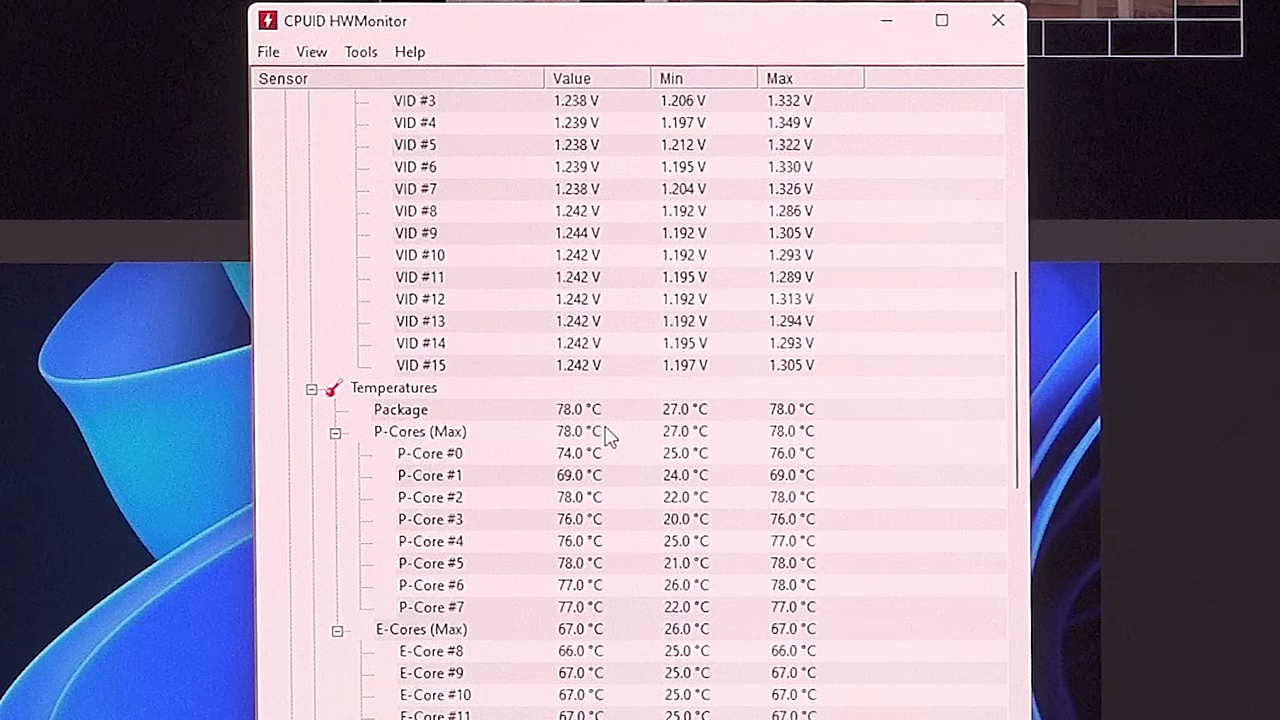 CPUID HWMonitor
File View Tools Help
Sensor Value Min Max
VID #3 1.238 V 1.206 V 1.332 V
VID #4 1.239 V 1.197 V 1.349 V
VID #5 1.238 V 1.212 V 1.322 V
VID #6 1.239 V 1.195 V 1.330 V
VID #7 1.238 V 1.204 V 1.326 V
VID #8 1.242 V 1.192 V 1.286 V
VID #9 1.244 V 1.192 V 1.305 V
VID #10 1.242 V 1.192 V 1.293 V
VID #11 1.242 V 1.195 V 1.289 V
VID #12 1.242 V 1.192 V 1.313 V
VID #13 1.242 V 1.192 V 1.294 V
VID #14 1.242 V 1.195 V 1.293 V
VID #15 1.242 V 1.197 V 1.305 V
Temperatures
Package 78.0 °C 27.0 °C 78.0 °C
P-Cores (Max) 78.0 °C 27.0 °C 78.0 °C
P-Core #0 74.0 °C 25.0 °C 76.0 °C
P-Core #1 69.0 °C 24.0 °C 69.0 °C
P-Core #2 78.0 °C 22.0 °C 78.0 °C
P-Core #3 76.0 °C 20.0 °C 76.0 °C
P-Core #4 76.0 °C 25.0 °C 77.0 °C
P-Core #5 78.0 °C 21.0 °C 78.0 °C
P-Core #6 77.0 °C 26.0 °C 78.0 °C
P-Core #7 77.0 °C 22.0 °C 77.0 °C
E-Cores (Max) 67.0 °C 26.0 °C 67.0 °C
E-Core #8 66.0 °C 25.0 °C 66.0 °C
E-Core #9 67.0 °C 25.0 °C 67.0 °C
E-Core #10 67.0 °C 25.0 °C 67.0 °C
E-Core #11 67.0 °C 25.0 °C 67.0 °C